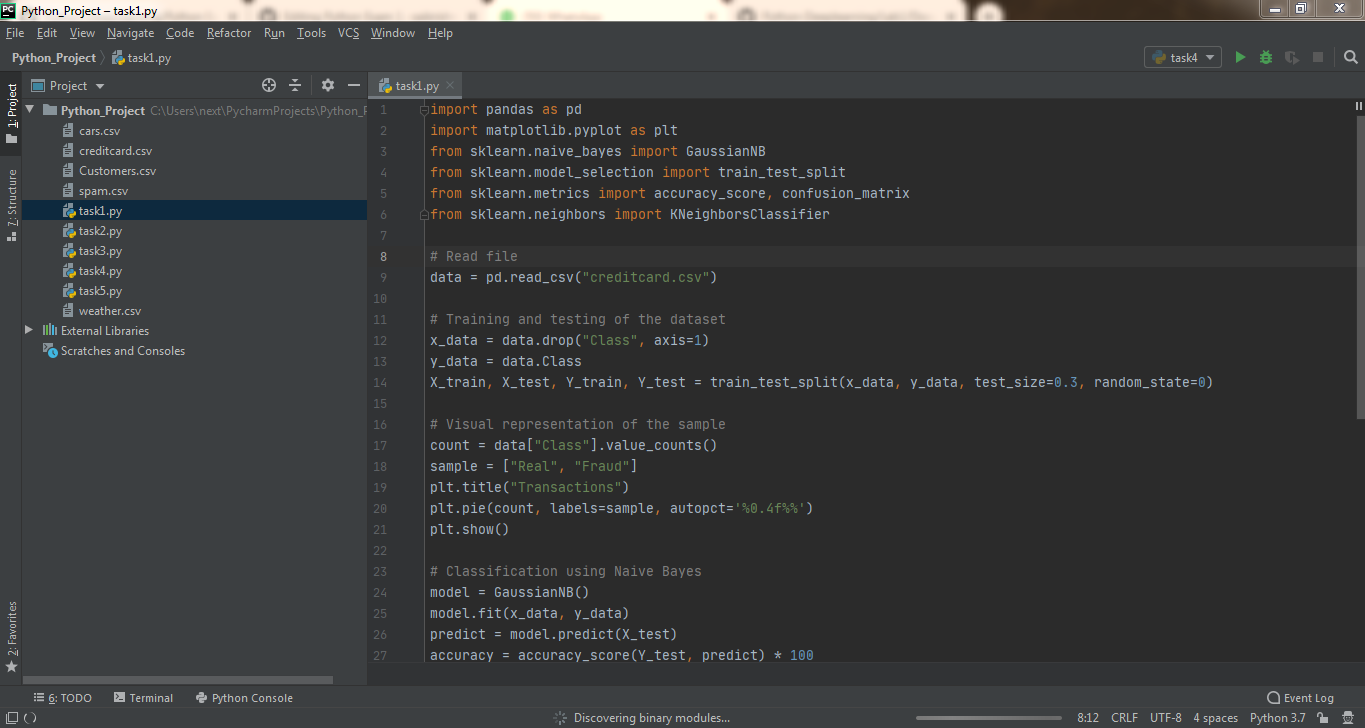 PC Python_Project – task1.py
File Edit View Navigate Code Refactor Run Tools VCS Window Help
Python_Project task1.py
task4
1: Project
7: Structure
2: Favorites
Project
Python_Project C:\Users\next\PycharmProjects\Python_
cars.csv
creditcard.csv
Customers.csv
spam.csv
task1.py
task2.py
task3.py
task4.py
task5.py
weather.csv
External Libraries
Scratches and Consoles
task1.py
1 import pandas as pd
2 import matplotlib.pyplot as plt
3 from sklearn.naive_bayes import GaussianNB
4 from sklearn.model_selection import train_test_split
5 from sklearn.metrics import accuracy_score, confusion_matrix
6 from sklearn.neighbors import KNeighborsClassifier
7
8 # Read file
9 data = pd.read_csv("creditcard.csv")
10
11 # Training and testing of the dataset
12 x_data = data.drop("Class", axis=1)
13 y_data = data.Class
14 X_train, X_test, Y_train, Y_test = train_test_split(x_data, y_data, test_size=0.3, random_state=0)
15
16 # Visual representation of the sample
17 count = data["Class"].value_counts()
18 sample = ["Real", "Fraud"]
19 plt.title("Transactions")
20 plt.pie(count, labels=sample, autopct='%0.4f%%')
21 plt.show()
22
23 # Classification using Naive Bayes
24 model = GaussianNB()
25 model.fit(x_data, y_data)
26 predict = model.predict(X_test)
27 accuracy = accuracy_score(Y_test, predict) * 100
6: TODO Terminal Python Console Event Log
Discovering binary modules... 8:12 CRLF UTF-8 4 spaces Python 3.7